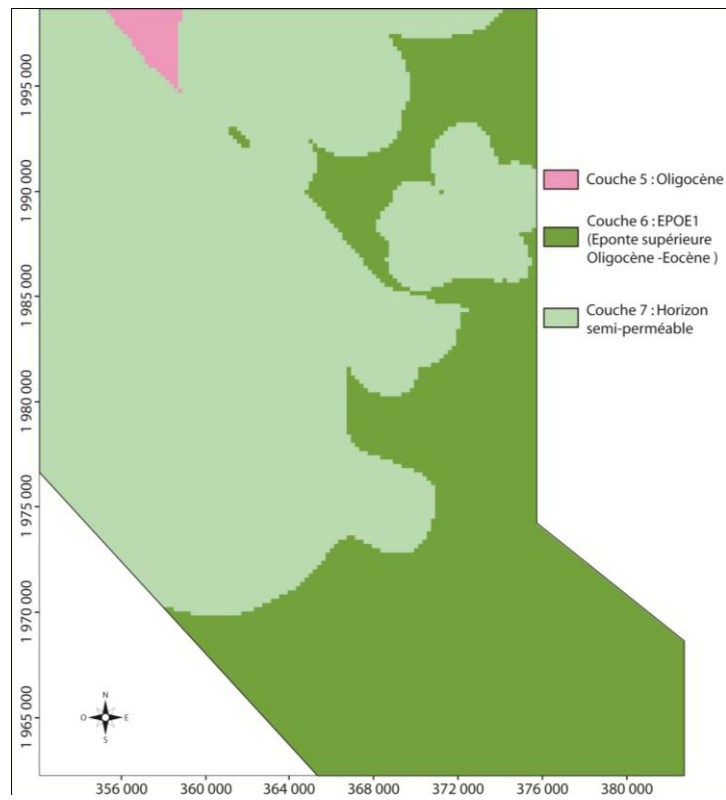 1 995 000
1 990 000
1 985 000
1 980 000
1 975 000
1 970 000
1 965 000
Couche 5 : Oligocène
Couche 6 : EPOE1
(Eponte supérieure
Oligocène -Eocène )
Couche 7 : Horizon
semi-perméable
N
O E
S
356 000 360 000 364 000 368 000 372 000 376 000 380 000